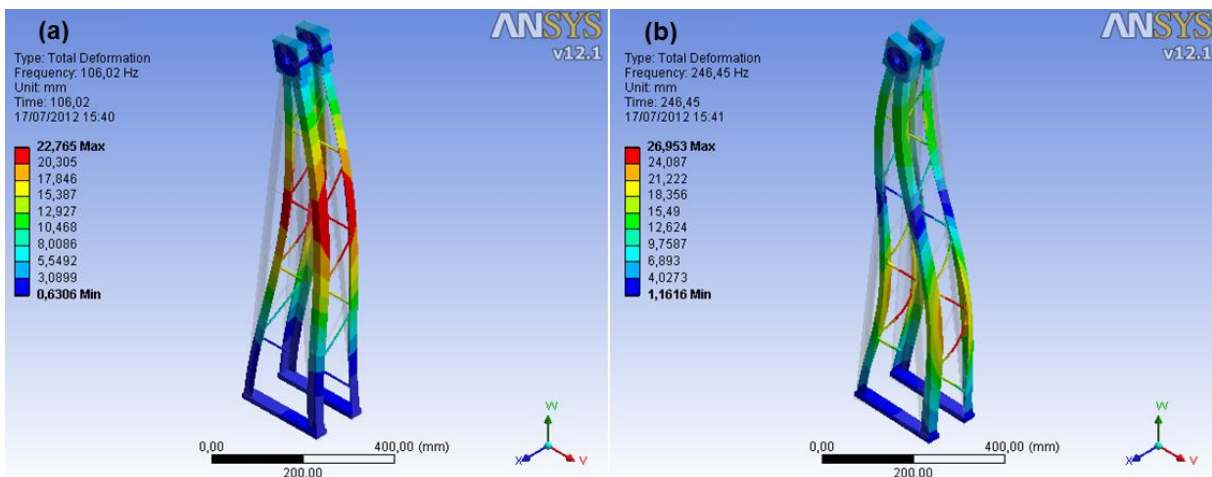 (a)
ANSYS
v12.1
Type: Total Deformation
Frequency: 106,02 Hz
Unit: mm
Time: 106,02
17/07/2012 15:40
22,765 Max
20,305
17,846
15,387
12,927
10,468
8,0086
5,5492
3,0899
0,6306 Min
0,00
400,00 (mm)
200.00
W
X
V
(b)
ANSYS
v12.1
Type: Total Deformation
Frequency: 246,45 Hz
Unit: mm
Time: 246,45
17/07/2012 15:41
26,953 Max
24,087
21,222
18,356
15,49
12,624
9,7587
6,893
4,0273
1,1616 Min
0,00
400,00 (mm)
200.00
W
X
V